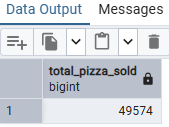 Data Output Messages
total_pizza_sold
bigint
1 49574